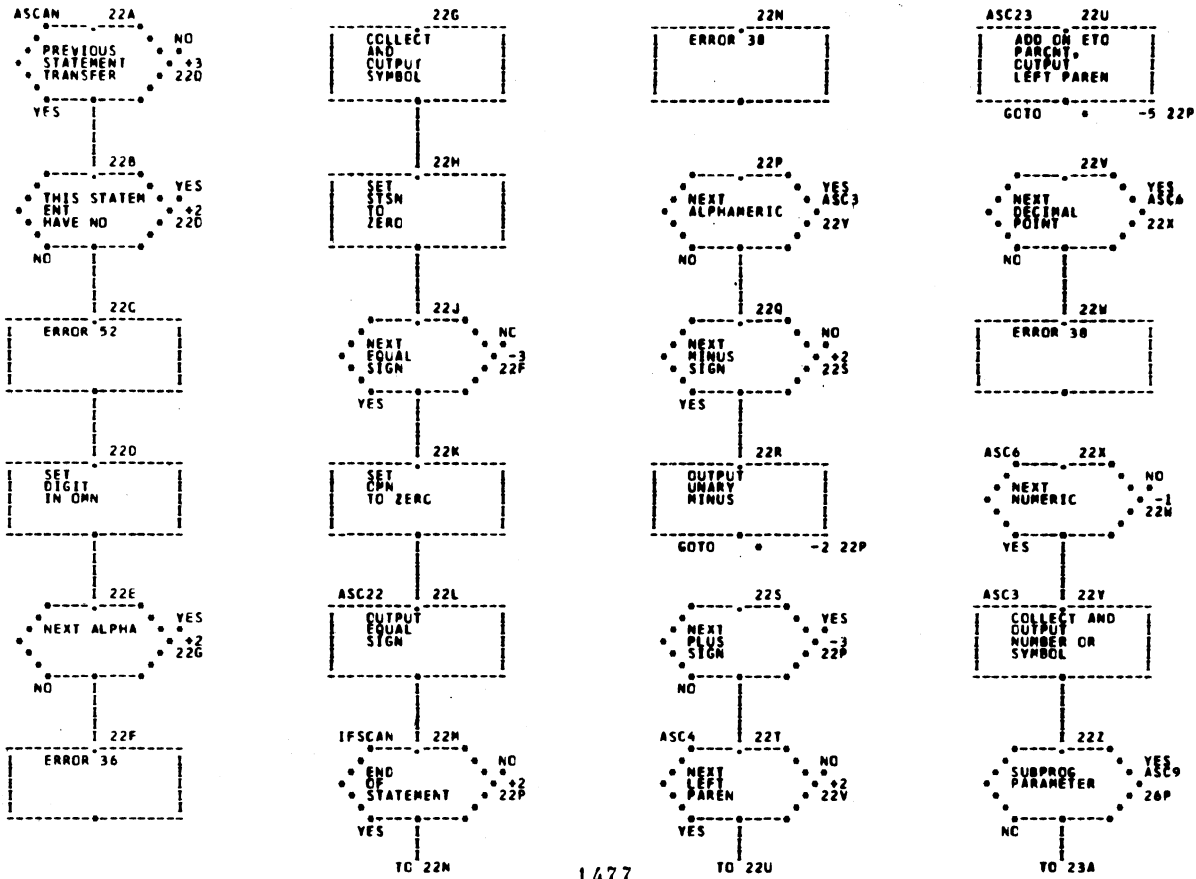 ASCAN 22A
PREVIOUS
STATEMENT
TRANSFER
NO
+3
22D
YES
22B
THIS STATEM
ENT
HAVE NO
YES
+2
22D
NO
22C
ERROR 52
22D
SET
DIGIT
IN OMN
22E
NEXT ALPHA
YES
+2
22G
NO
22F
ERROR 36
22G
COLLECT
AND
OUTPUT
SYMBOL
22H
SET
STSN
TO
ZERO
22J
NEXT
EQUAL
SIGN
NO
-3
22F
YES
22K
SET
OPN
TO ZERO
ASC22 22L
OUTPUT
EQUAL
SIGN
IFSCAN 22M
END
OF
STATEMENT
NO
+2
22P
YES
TO 22N
22N
ERROR 38
22P
NEXT
ALPHAMERIC
YES
ASC3
22Y
NO
22Q
NEXT
MINUS
SIGN
NO
+2
22S
YES
22R
OUTPUT
UNARY
MINUS
GOTO -2 22P
22S
NEXT
PLUS
SIGN
YES
-3
22P
NO
ASC4 22T
NEXT
LEFT
PAREN
NO
+2
22V
YES
TO 22U
ASC23 22U
ADD ON ETO
PARCNT,
OUTPUT
LEFT PAREN
GOTO -5 22P
22V
NEXT
DECIMAL
POINT
YES
ASC6
22X
NO
22W
ERROR 38
ASC6 22X
NEXT
NUMERIC
NO
-1
22W
YES
ASC3 22Y
COLLECT AND
OUTPUT
NUMBER OR
SYMBOL
22Z
SUBPROG
PARAMETER
YES
ASC9
26P
NO
TO 23A
1477